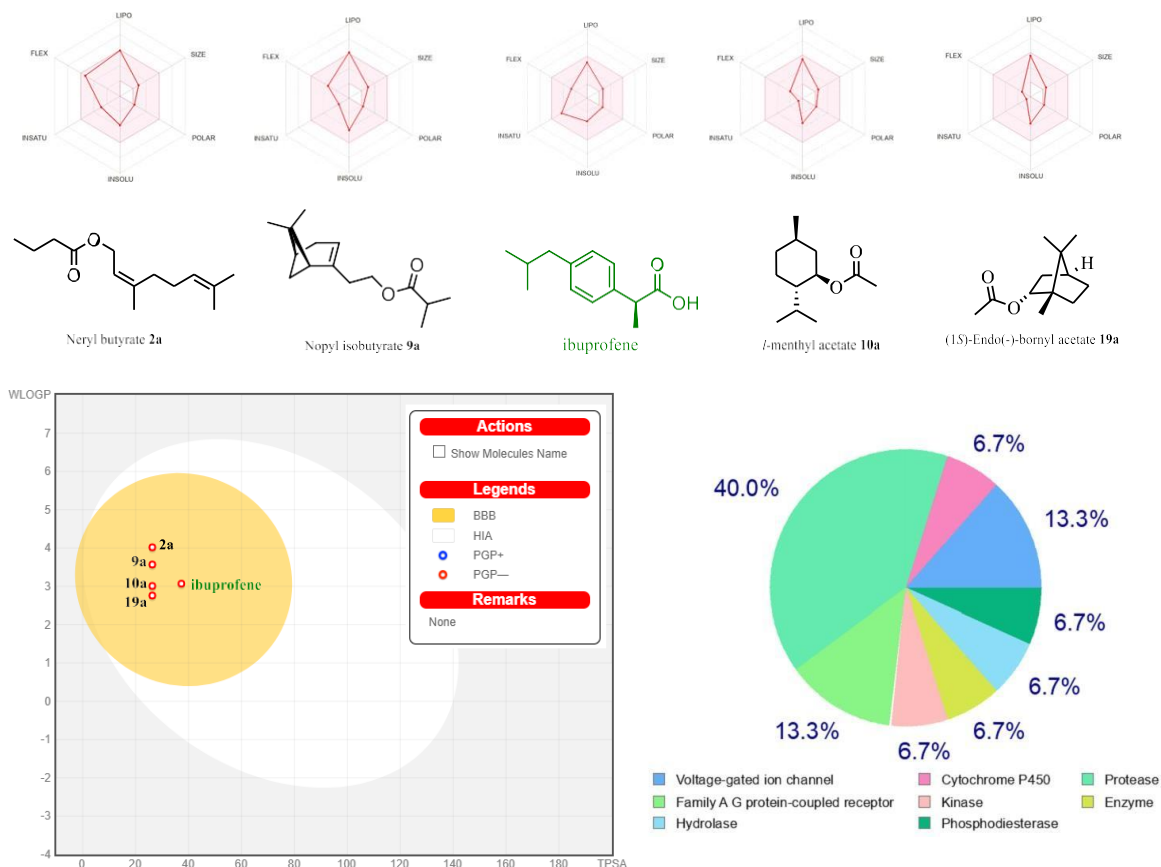 LIPO LIPO LIPO LIPO LIPO
FLEX SIZE FLEX SIZE FLEX SIZE FLEX SIZE FLEX SIZE
INSATU POLAR INSATU POLAR INSATU POLAR INSATU POLAR INSATU POLAR
INSOLU INSOLU INSOLU INSOLU INSOLU
O O
O O
O OH
O O
H O O
Neryl butyrate 2a
Nopyl isobutyrate 9a
ibuprofene
l-menthyl acetate 10a
(1S)-Endo(-)-bornyl acetate 19a
WLOGP
7
6
5
4
3
2
1
0
-1
-2
-3
-4
0 20 40 60 80 100 120 140 160 180 TPSA
2a
9a
10a
19a
ibuprofene
Actions
Show Molecules Name
Legends
BBB
HIA
PGP+
PGP—
Remarks
None
6.7%
40.0%
13.3%
6.7%
6.7%
13.3%
6.7%
6.7%
Voltage-gated ion channel Cytochrome P450 Protease
Family A G protein-coupled receptor Kinase Enzyme
Hydrolase Phosphodiesterase